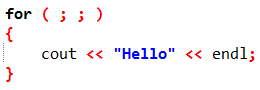 for ( ; ; )
{
    cout << "Hello" << endl;
}